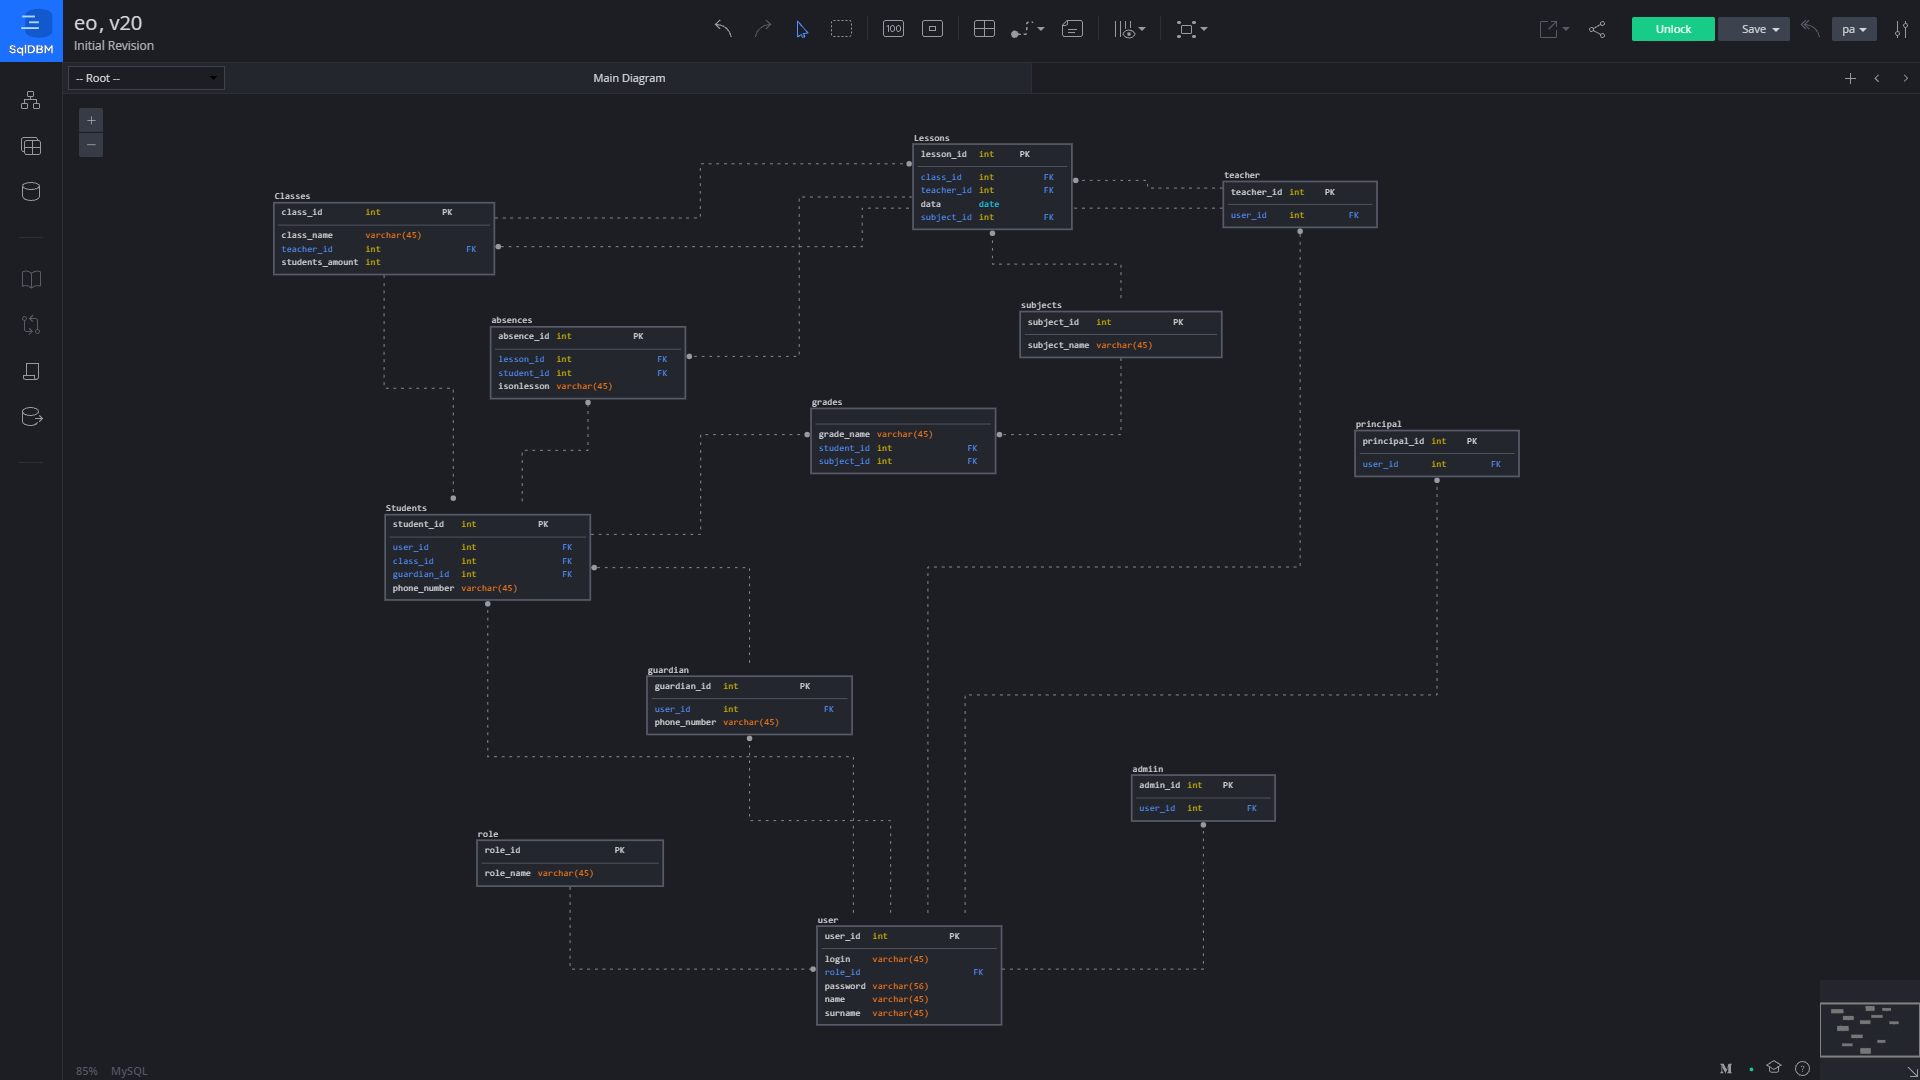 SqlDBM
eo, v20
Initial Revision
100
Unlock
Save
pa
-- Root --
Main Diagram
+
−
Lessons
lesson_id int PK
class_id int FK
teacher_id int FK
data date
subject_id int FK
teacher
teacher_id int PK
user_id int FK
Classes
class_id int PK
class_name varchar(45)
teacher_id int FK
students_amount int
subjects
subject_id int PK
subject_name varchar(45)
absences
absence_id int PK
lesson_id int FK
student_id int FK
isonlesson varchar(45)
grades
grade_name varchar(45)
student_id int FK
subject_id int FK
principal
principal_id int PK
user_id int FK
Students
student_id int PK
user_id int FK
class_id int FK
guardian_id int FK
phone_number varchar(45)
guardian
guardian_id int PK
user_id int FK
phone_number varchar(45)
admiin
admin_id int PK
user_id int FK
role
role_id PK
role_name varchar(45)
user
user_id int PK
login varchar(45)
role_id FK
password varchar(56)
name varchar(45)
surname varchar(45)
85% MySQL
M
?